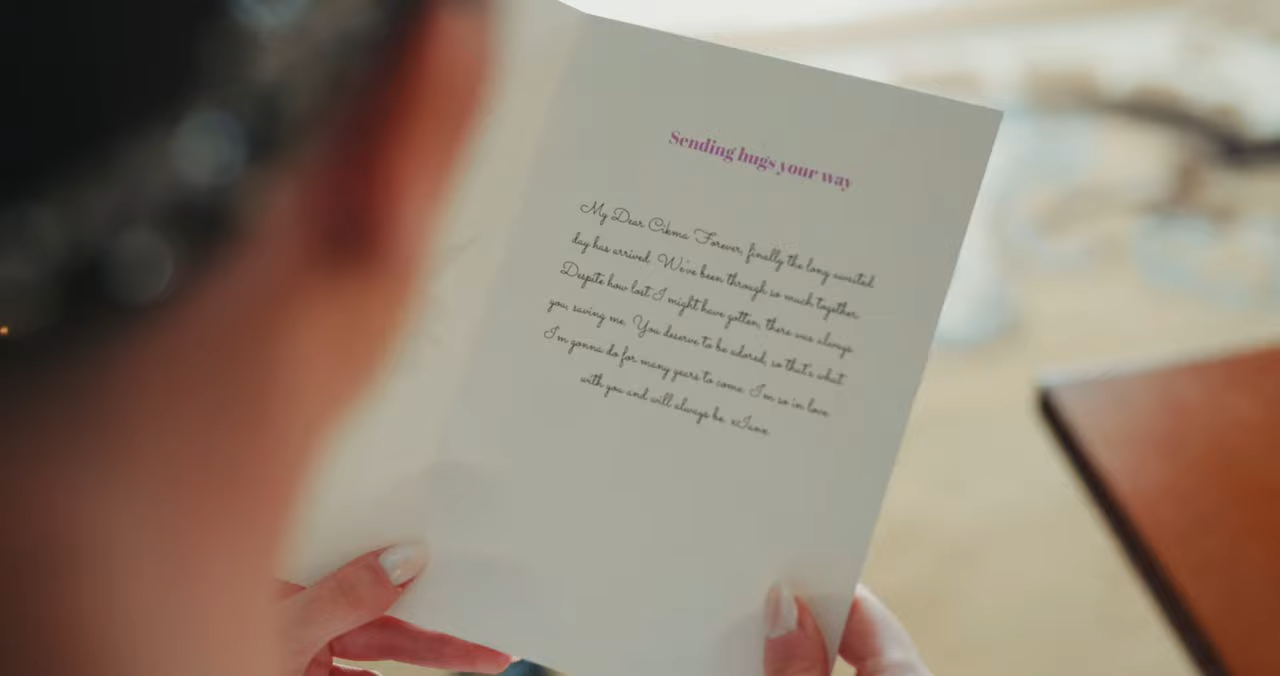 Sending hugs your way
My Dear Cikma Forever, finally the long awaited
day has arrived. We've been through so much together.
Despite how lost I might have gotten, there was always
you, saving me. You deserve to be adored, so that's what
I'm gonna do for many years to come. I'm so in love
with you and will always be.